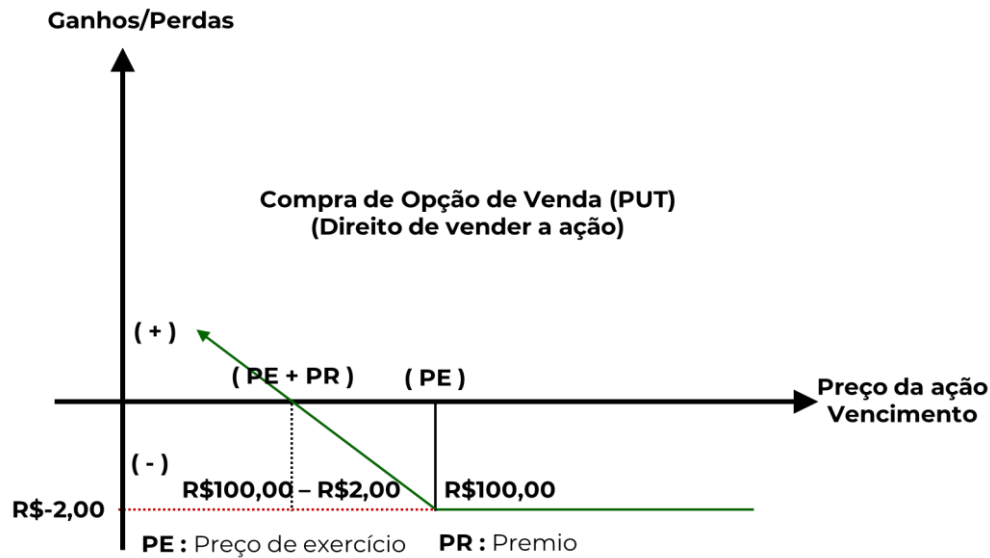 Ganhos/Perdas
Compra de Opção de Venda (PUT)
(Direito de vender a ação)
( + )
( PE + PR )
( PE )
Preço da ação
Vencimento
( - )
R$100,00 – R$2,00
R$100,00
R$-2,00
PE : Preço de exercício
PR : Premio